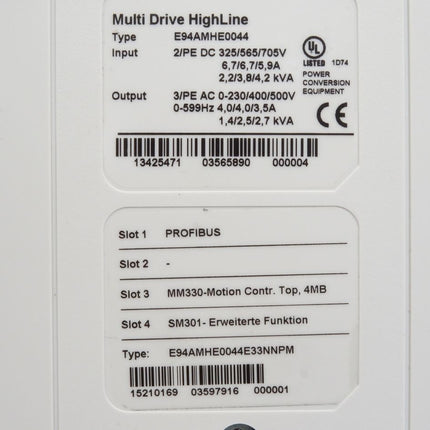 Multi Drive HighLine
Type E94AMHE0044
Input 2/PE DC 325/565/705V
6,7/6,7/5,9A
2,2/3,8/4,2 kVA
Output 3/PE AC 0-230/400/500V
0-599Hz 4,0/4,0/3,5A
1,4/2,5/2,7 kVA
UL
LISTED 1D74
POWER
CONVERSION
EQUIPMENT
CE
13425471 03565890 000004
Slot 1 PROFIBUS
Slot 2 -
Slot 3 MM330-Motion Contr. Top, 4MB
Slot 4 SM301- Erweiterte Funktion
Type: E94AMHE0044E33NNPM
15210169 03597916 000001